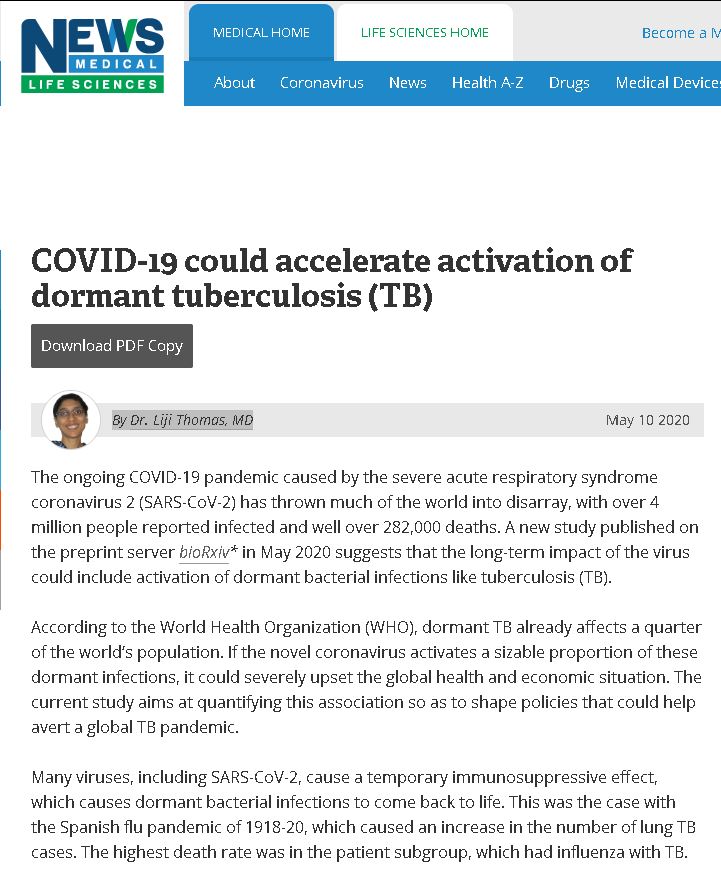 NEWS
MEDICAL
LIFE SCIENCES
MEDICAL HOME
LIFE SCIENCES HOME
Become a M
About Coronavirus News Health A-Z Drugs Medical Devices
COVID-19 could accelerate activation of
dormant tuberculosis (TB)
Download PDF Copy
By Dr. Liji Thomas, MD
May 10 2020
The ongoing COVID-19 pandemic caused by the severe acute respiratory syndrome
coronavirus 2 (SARS-CoV-2) has thrown much of the world into disarray, with over 4
million people reported infected and well over 282,000 deaths. A new study published on
the preprint server bioRxiv* in May 2020 suggests that the long-term impact of the virus
could include activation of dormant bacterial infections like tuberculosis (TB).
According to the World Health Organization (WHO), dormant TB already affects a quarter
of the world's population. If the novel coronavirus activates a sizable proportion of these
dormant infections, it could severely upset the global health and economic situation. The
current study aims at quantifying this association so as to shape policies that could help
avert a global TB pandemic.
Many viruses, including SARS-CoV-2, cause a temporary immunosuppressive effect,
which causes dormant bacterial infections to come back to life. This was the case with
the Spanish flu pandemic of 1918-20, which caused an increase in the number of lung TB
cases. The highest death rate was in the patient subgroup, which had influenza with TB.